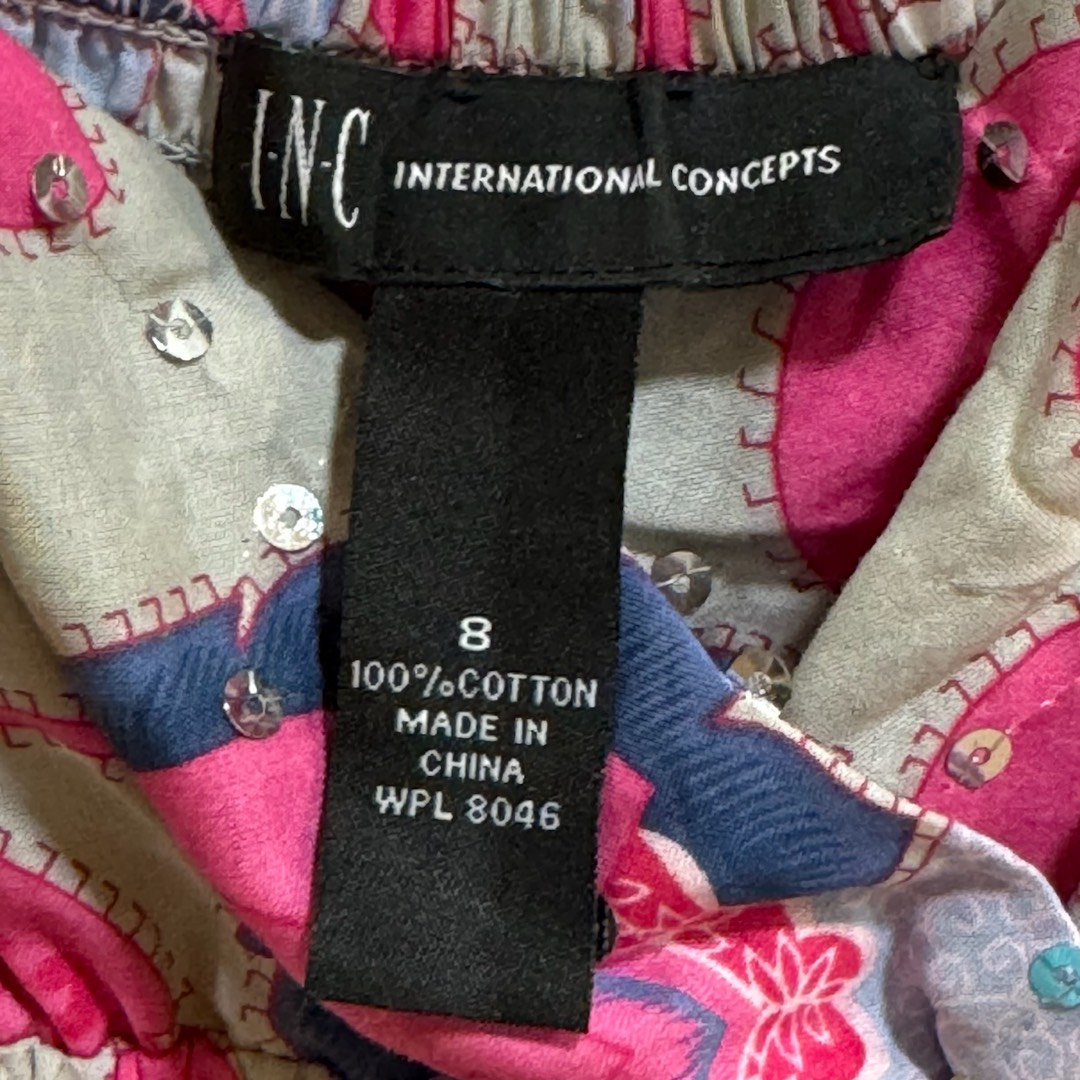 I·N·C INTERNATIONAL CONCEPTS
8
100%COTTON
MADE IN
CHINA
WPL 8046